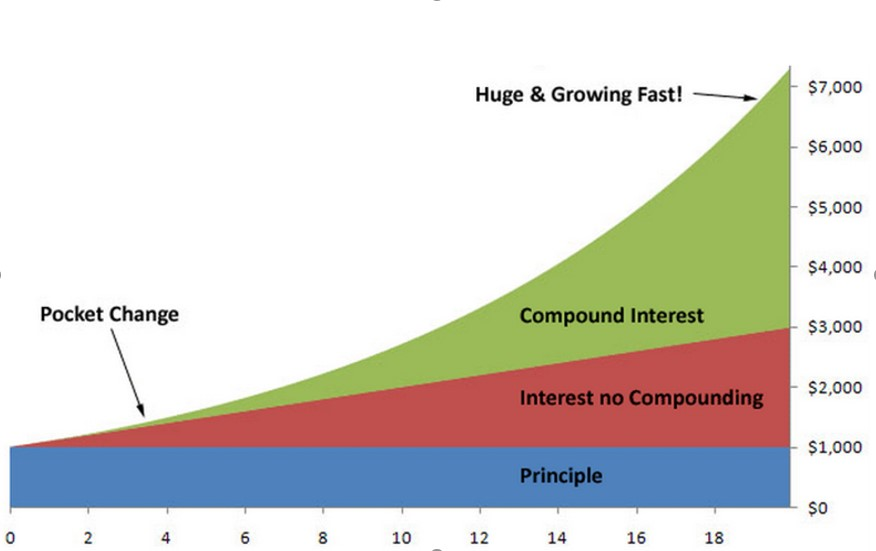 Huge & Growing Fast!
$7,000
$6,000
$5,000
$4,000
Pocket Change
Compound Interest
$3,000
$2,000
Interest no Compounding
$1,000
Principle
$0
0 2 4 6 8 10 12 14 16 18